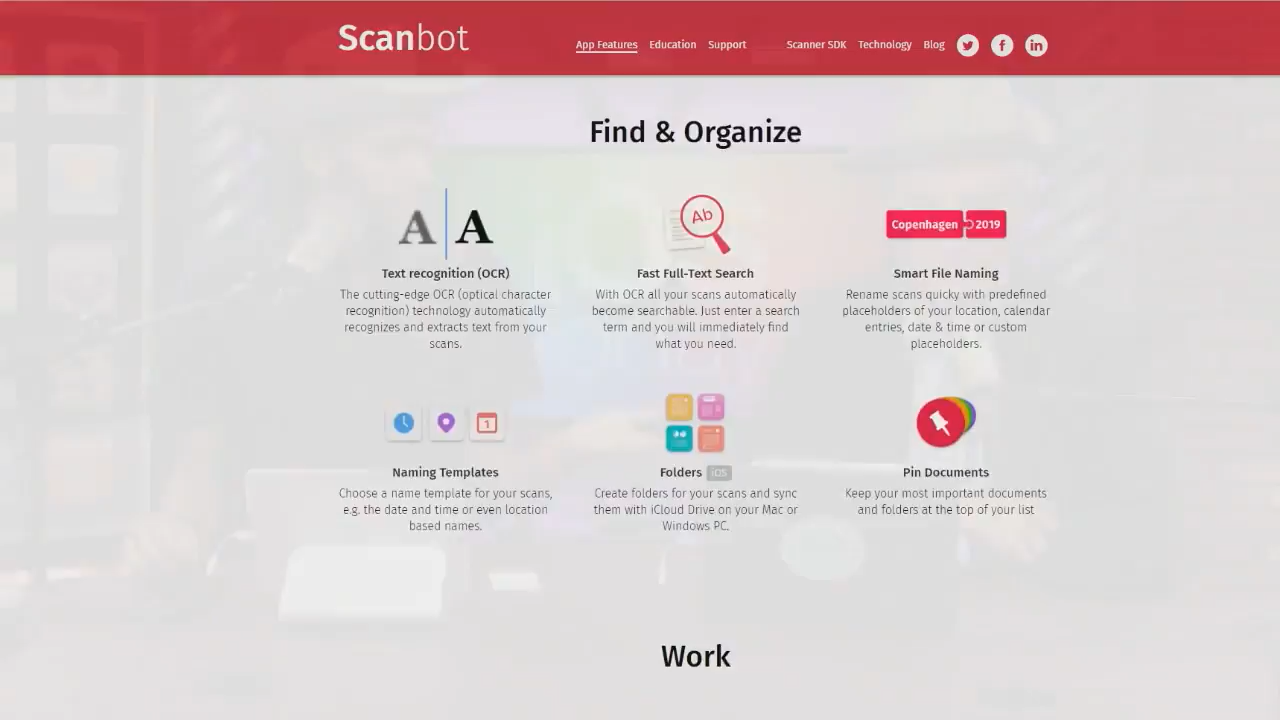 Scanbot
App Features Education Support Scanner SDK Technology Blog
Find & Organize
A A
Ab
Copenhagen 2019
Text recognition (OCR)
The cutting-edge OCR (optical character
recognition) technology automatically
recognizes and extracts text from your
scans.
Fast Full-Text Search
With OCR all your scans automatically
become searchable. Just enter a search
term and you will immediately find
what you need.
Smart File Naming
Rename scans quicky with predefined
placeholders of your location, calendar
entries, date & time or custom
placeholders.
1
Naming Templates
Choose a name template for your scans,
e.g. the date and time or even location
based names.
Folders iOS
Create folders for your scans and sync
them with iCloud Drive on your Mac or
Windows PC.
Pin Documents
Keep your most important documents
and folders at the top of your list
Work